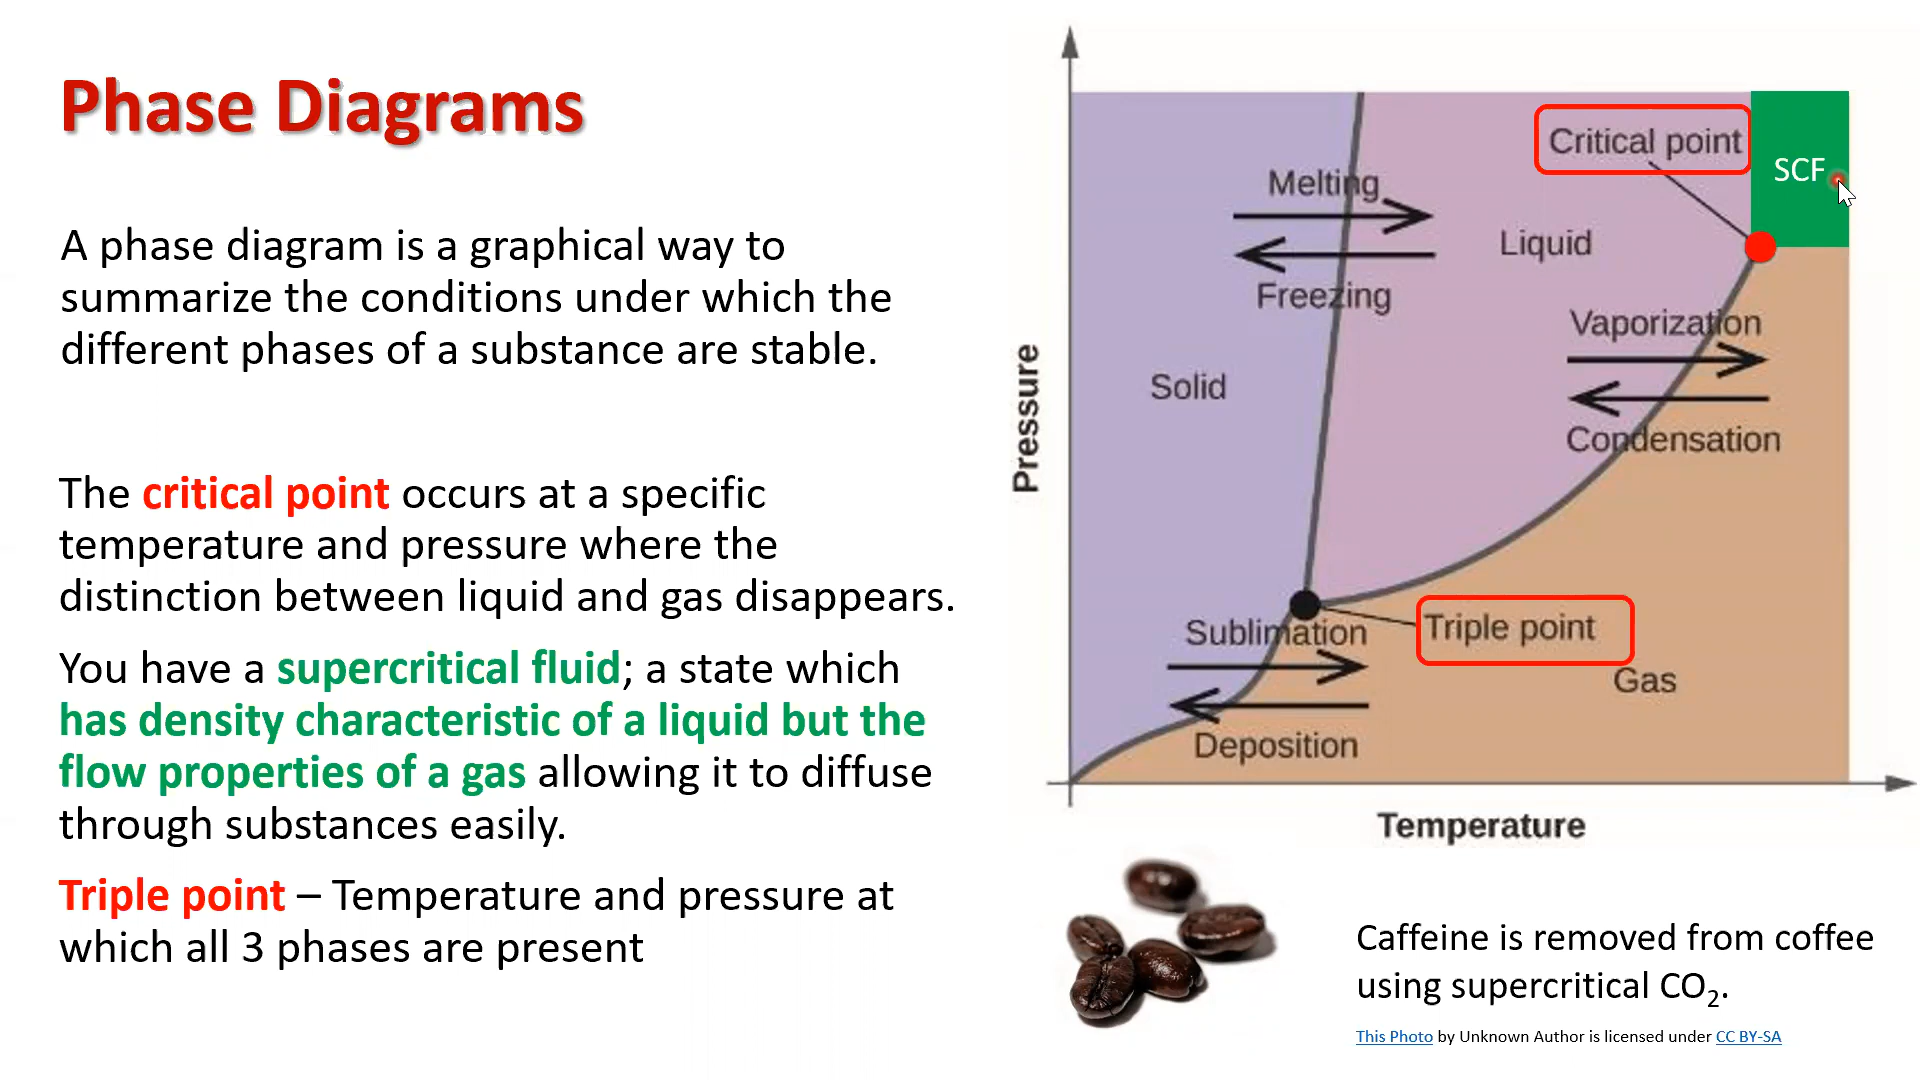 Phase Diagrams
A phase diagram is a graphical way to
summarize the conditions under which the
different phases of a substance are stable.
The critical point occurs at a specific
temperature and pressure where the
distinction between liquid and gas disappears.
You have a supercritical fluid; a state which
has density characteristic of a liquid but the
flow properties of a gas allowing it to diffuse
through substances easily.
Triple point – Temperature and pressure at
which all 3 phases are present
Critical point
SCF
Melting
Liquid
Freezing
Vaporization
Solid
Condensation
Pressure
Sublimation
Triple point
Gas
Deposition
Temperature
Caffeine is removed from coffee
using supercritical CO₂.
This Photo by Unknown Author is licensed under CC BY-SA